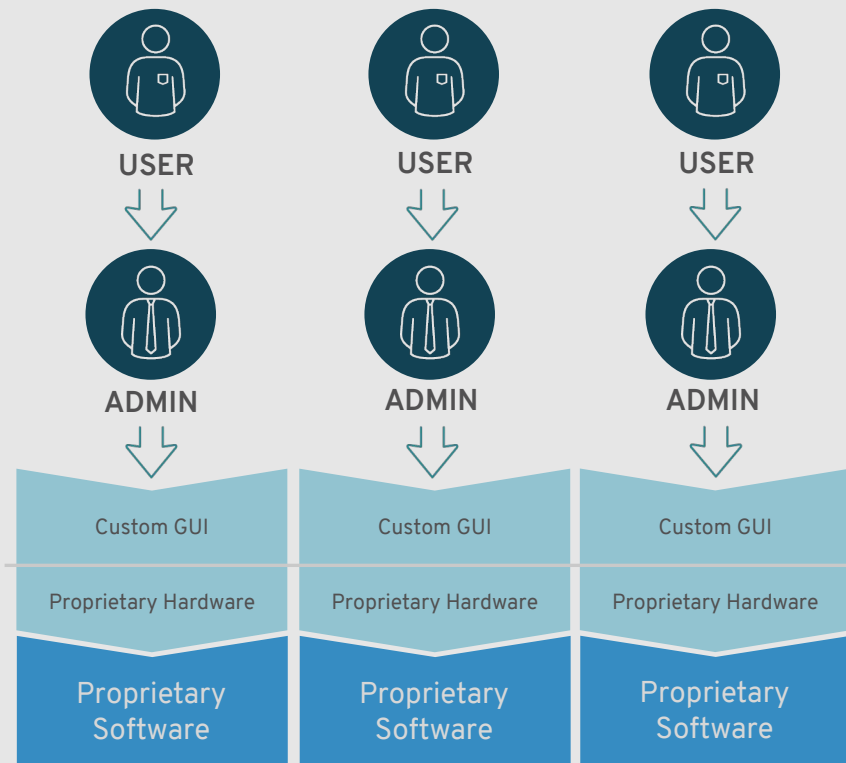 USER
USER
USER
ADMIN
ADMIN
ADMIN
Custom GUI
Custom GUI
Custom GUI
Proprietary Hardware
Proprietary Hardware
Proprietary Hardware
Proprietary
Software
Proprietary
Software
Proprietary
Software